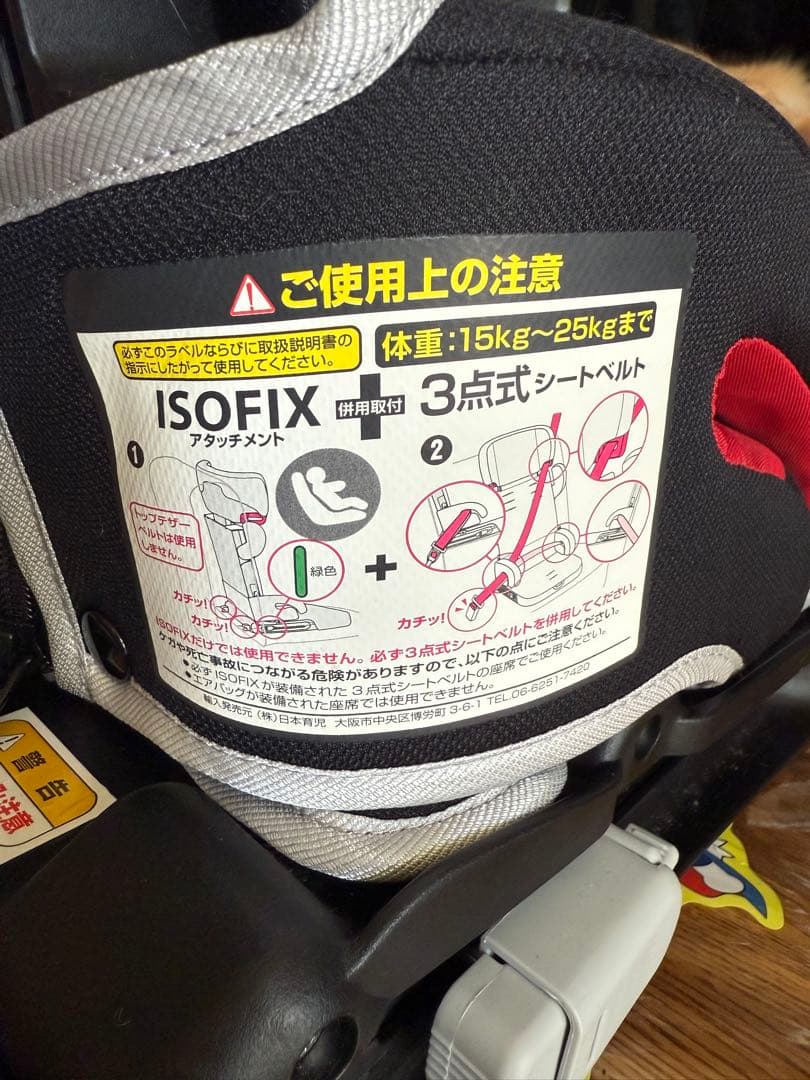 ご使用上の注意
必ずこのラベルならびに取扱説明書の
指示にしたがって使用してください。
体重:15kg〜25kgまで
ISOFIX
アタッチメント
併用取付
3点式シートベルト
1
2
トップテザー
ベルトは使用
しません。
緑色
+
カチッ!
カチッ!
カチッ!
ISOFIXだけでは使用できません。必ず3点式シートベルトを併用してください。
ケガや死亡事故につながる危険がありますので、以下の点にご注意ください。
●必ずISOFIXが装備された3点式シートベルトの座席でご使用ください。
●エアバッグが装備された座席では使用できません。
輸入発売元 (株)日本育児 大阪市中央区博労町3-6-1 TEL.06-6251-7420
警告